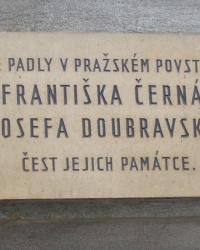 PADLY V PRAŽSKÉM POVST
FRANTIŠKA ČERNÁ
OSEFA DOUBRAVSK
ČEST JEJICH PAMÁTCE.